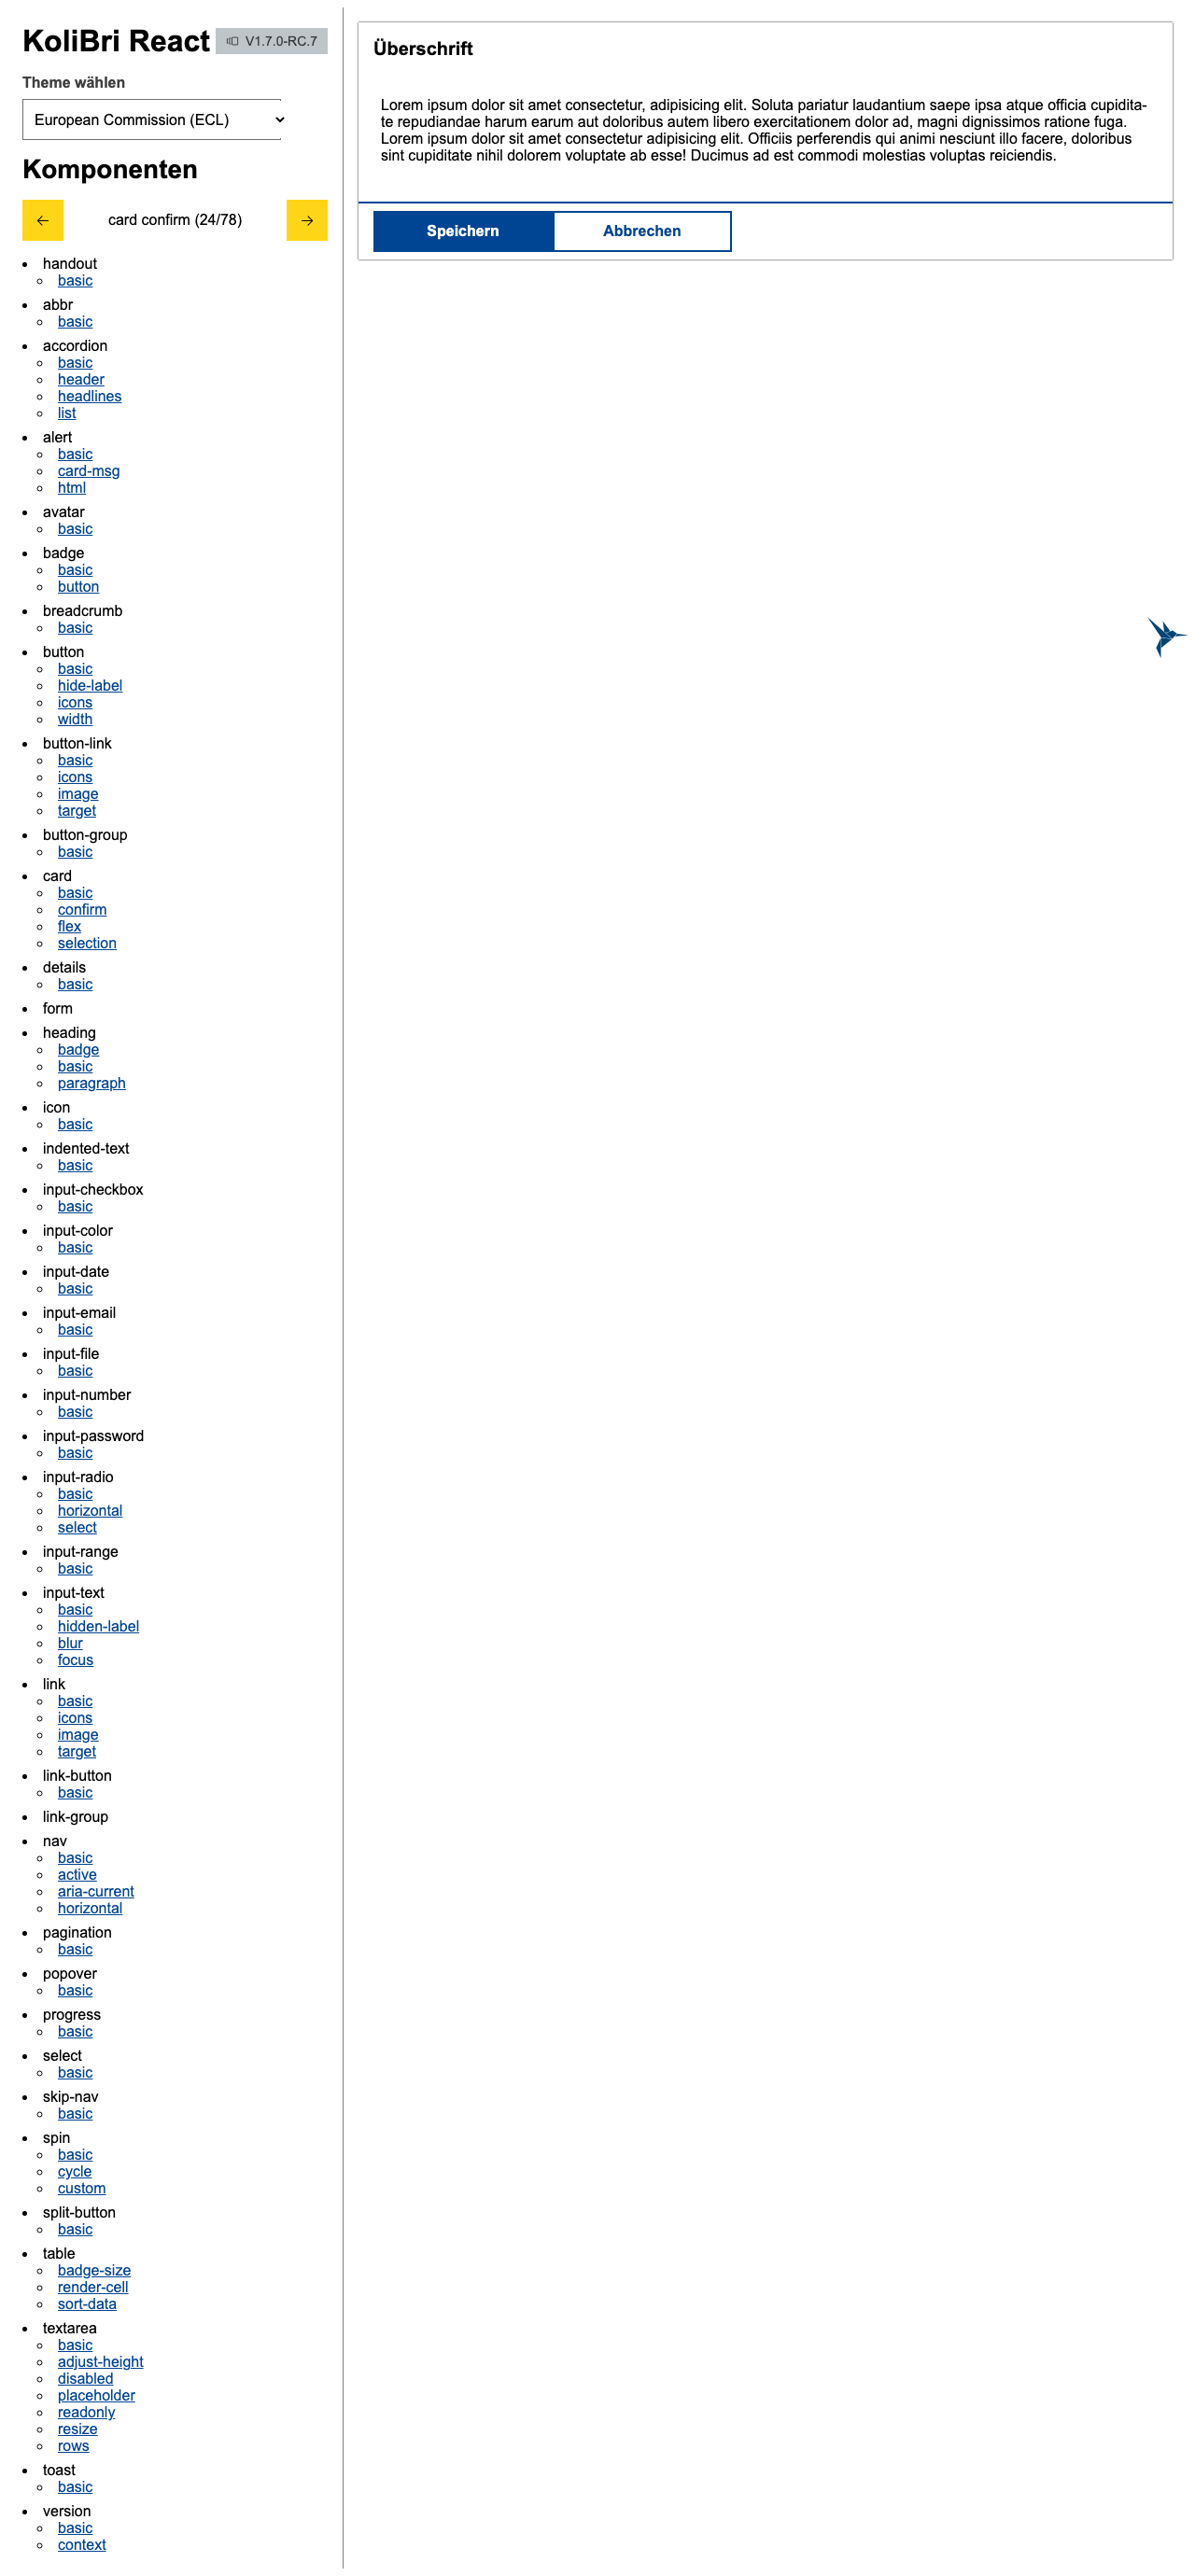 KoliBri React V1.7.0-RC.7
Theme wählen
European Commission (ECL)
Komponenten
← card confirm (24/78) →
handout
basic
abbr
basic
accordion
basic
header
headlines
list
alert
basic
card-msg
html
avatar
basic
badge
basic
button
breadcrumb
basic
button
basic
hide-label
icons
width
button-link
basic
icons
image
target
button-group
basic
card
basic
confirm
flex
selection
details
basic
form
heading
badge
basic
paragraph
icon
basic
indented-text
basic
input-checkbox
basic
input-color
basic
input-date
basic
input-email
basic
input-file
basic
input-number
basic
input-password
basic
input-radio
basic
horizontal
select
input-range
basic
input-text
basic
hidden-label
blur
focus
link
basic
icons
image
target
link-button
basic
link-group
nav
basic
active
aria-current
horizontal
pagination
basic
popover
basic
progress
basic
select
basic
skip-nav
basic
spin
basic
cycle
custom
split-button
basic
table
badge-size
render-cell
sort-data
textarea
basic
adjust-height
disabled
placeholder
readonly
resize
rows
toast
basic
version
basic
context
Überschrift
Lorem ipsum dolor sit amet consectetur, adipisicing elit. Soluta pariatur laudantium saepe ipsa atque officia cupidita-
te repudiandae harum earum aut doloribus autem libero exercitationem dolor ad, magni dignissimos ratione fuga.
Lorem ipsum dolor sit amet consectetur adipisicing elit. Officiis perferendis qui animi nesciunt illo facere, doloribus
sint cupiditate nihil dolorem voluptate ab esse! Ducimus ad est commodi molestias voluptas reiciendis.
Speichern Abbrechen